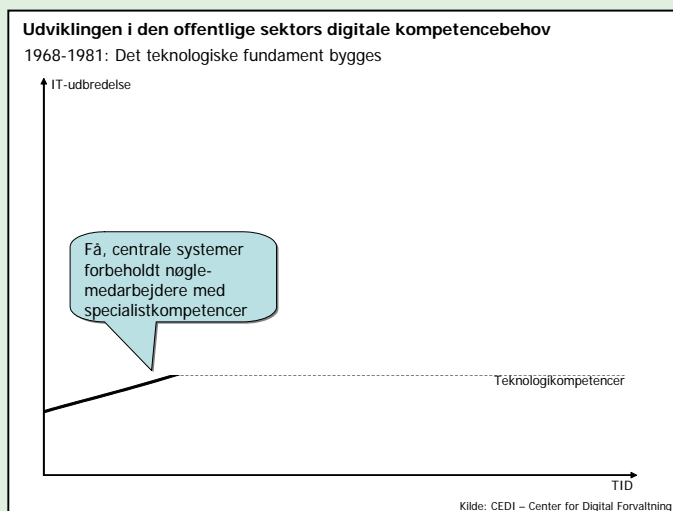 Udviklingen i den offentlige sektors digitale kompetencebehov
1968-1981: Det teknologiske fundament bygges
IT-udbredelse
Få, centrale systemer
forbeholdt nøgle-
medarbejdere med
specialistkompetencer
Teknologikompetencer
TID
Kilde: CEDI – Center for Digital Forvaltning